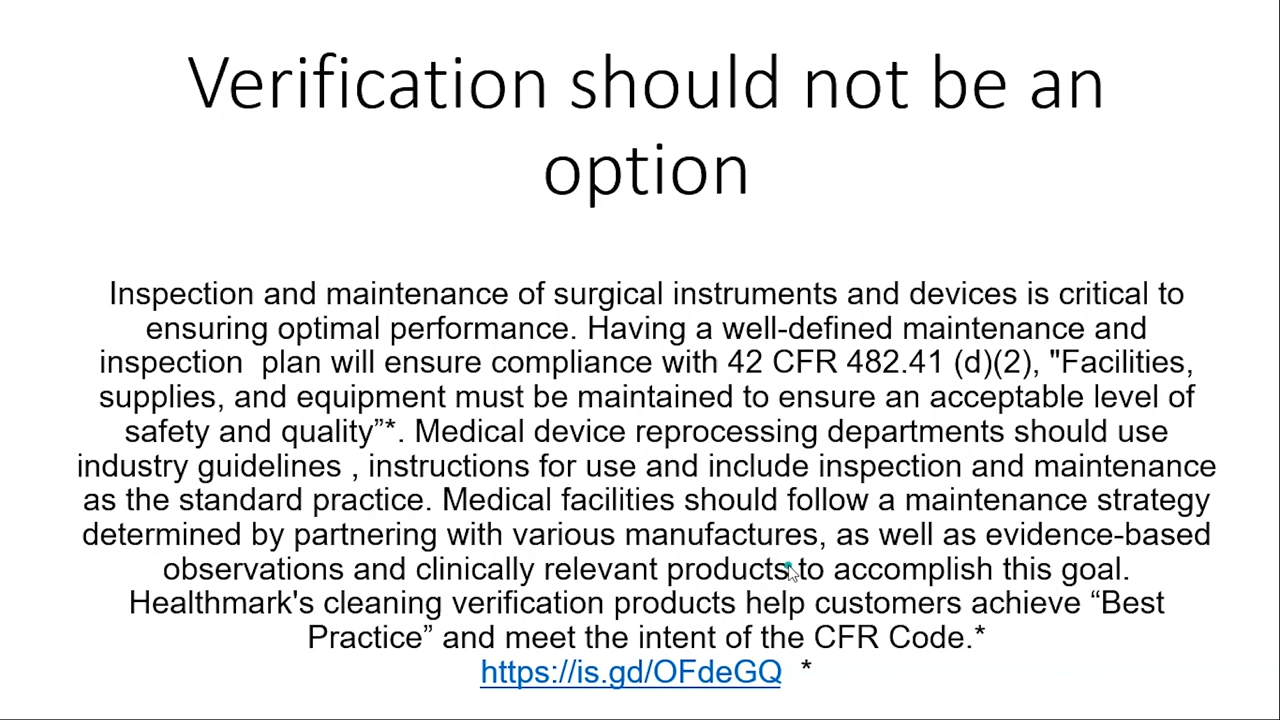 Verification should not be an
option
Inspection and maintenance of surgical instruments and devices is critical to
ensuring optimal performance. Having a well-defined maintenance and
inspection  plan will ensure compliance with 42 CFR 482.41 (d)(2), "Facilities,
supplies, and equipment must be maintained to ensure an acceptable level of
safety and quality”*. Medical device reprocessing departments should use
industry guidelines , instructions for use and include inspection and maintenance
as the standard practice. Medical facilities should follow a maintenance strategy
determined by partnering with various manufactures, as well as evidence-based
observations and clinically relevant products to accomplish this goal.
Healthmark's cleaning verification products help customers achieve “Best
Practice” and meet the intent of the CFR Code.*
https://is.gd/OFdeGQ  *